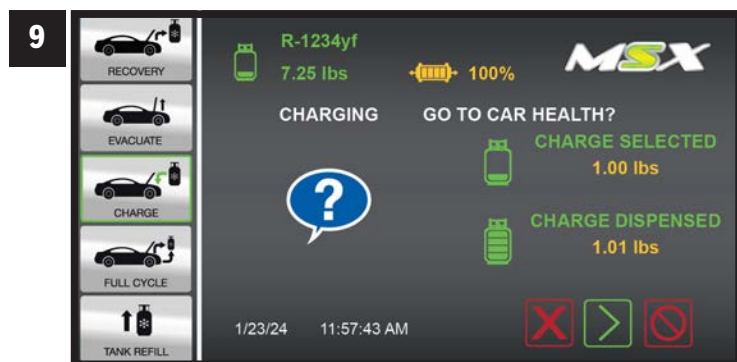 9
RECOVERY
EVACUATE
CHARGE
FULL CYCLE
TANK REFILL
R-1234yf
7.25 lbs
100%
MSX
CHARGING GO TO CAR HEALTH?
?
CHARGE SELECTED
1.00 lbs
CHARGE DISPENSED
1.01 lbs
1/23/24 11:57:43 AM